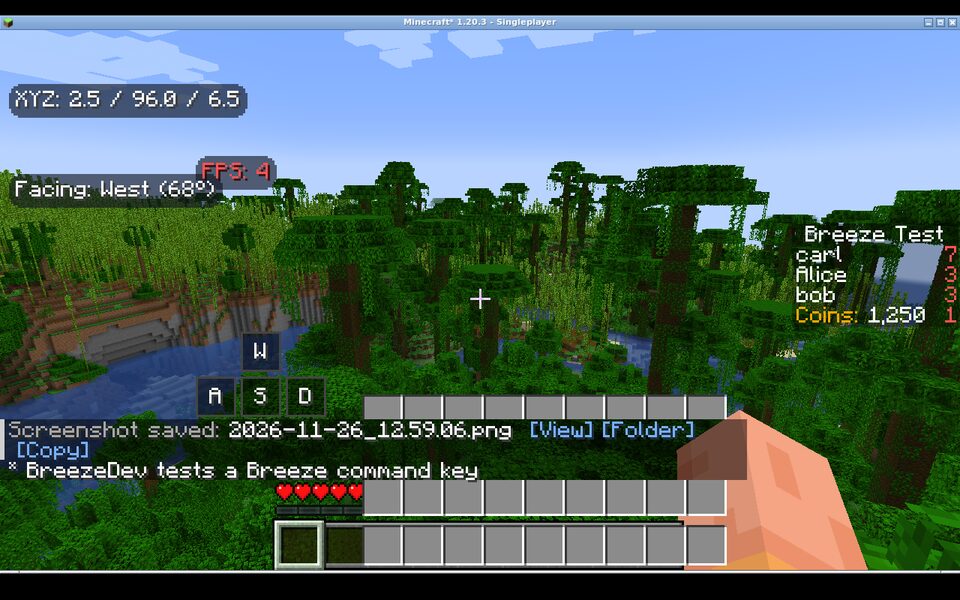 Minecraft* 1.20.3 - Singleplayer
XYZ: 2.5 / 96.0 / 6.5
FPS: 4
Facing: West (68º)
Breeze Test
carl 7
Alice 3
bob 3
Coins: 1,250 1
W
A S D
Screenshot saved: 2026-11-26_12.59.06.png [View] [Folder]
[Copy]
* BreezeDev tests a Breeze command key